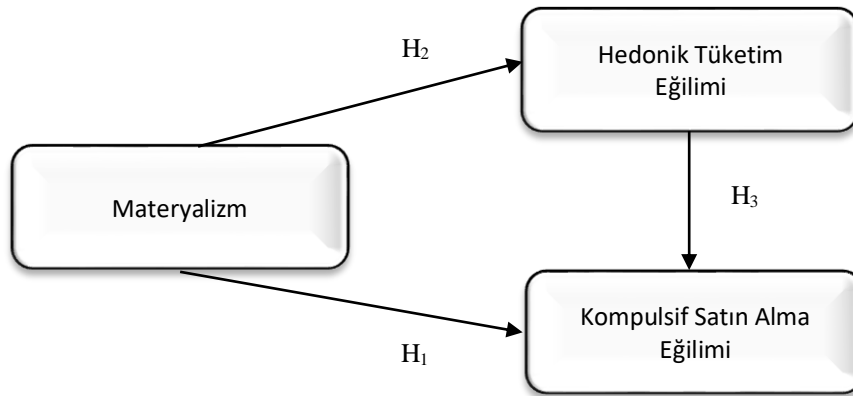 H₂
Hedonik Tüketim
Eğilimi
Materyalizm
H₃
Kompulsif Satın Alma
Eğilimi
H₁